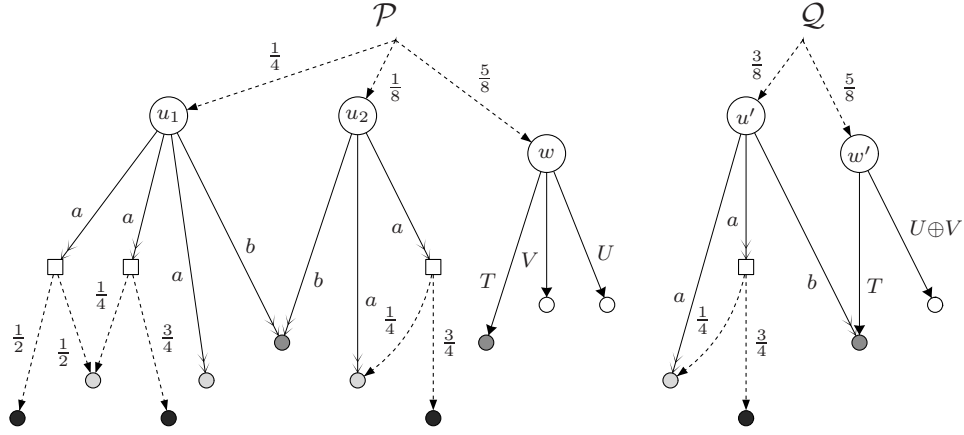 𝒫 𝒬
1/4 1/8 5/8 3/8 5/8
u₁ u₂ u′
w w′
a a a b b a a
T V U
a U⊕V
a b T
1/2 1/2 1/4 3/4 a 1/4 3/4 a 1/4 3/4